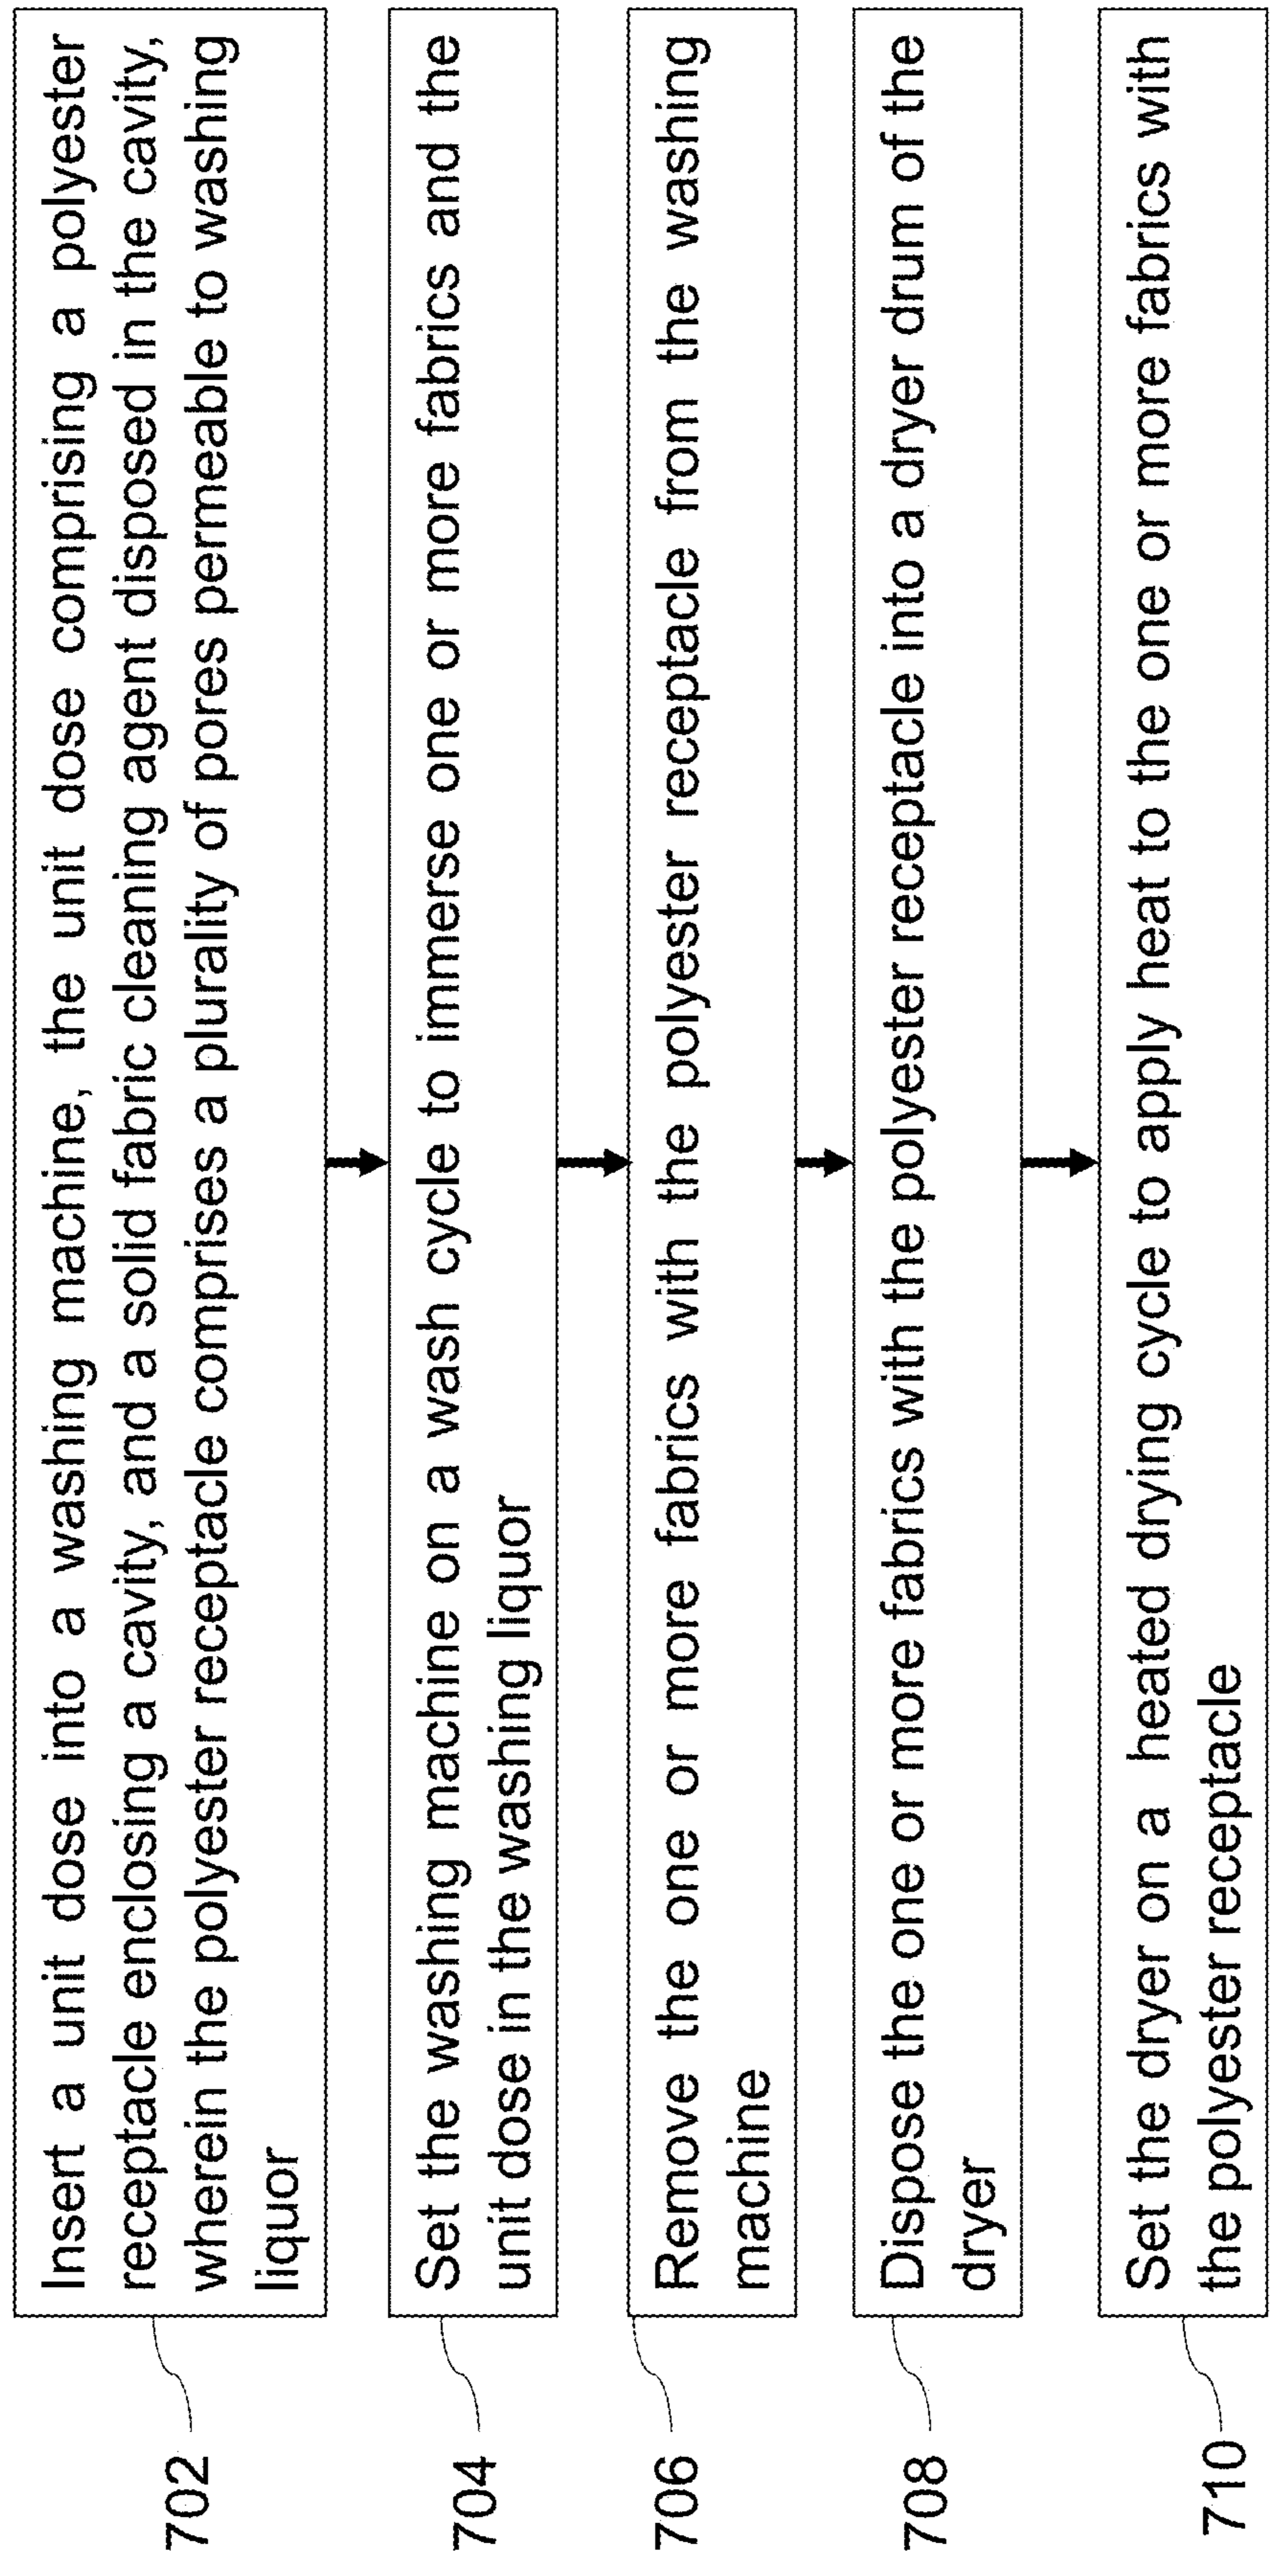 702
Insert a unit dose into a washing machine, the unit dose comprising a polyester
receptacle enclosing a cavity, and a solid fabric cleaning agent disposed in the cavity,
wherein the polyester receptacle comprises a plurality of pores permeable to washing
liquor
704
Set the washing machine on a wash cycle to immerse one or more fabrics and the
unit dose in the washing liquor
706
Remove the one or more fabrics with the polyester receptacle from the washing
machine
708
Dispose the one or more fabrics with the polyester receptacle into a dryer drum of the
dryer
710
Set the dryer on a heated drying cycle to apply heat to the one or more fabrics with
the polyester receptacle